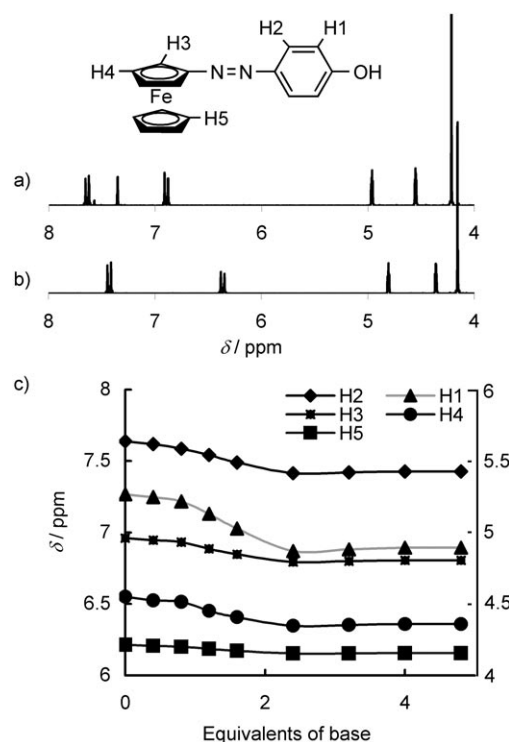 H3
H2 H1
H4
N=N
OH
Fe
H5
a)
8 7 6 5 4
b)
8 7 6 5 4
δ / ppm
c)
8 6
H2 H1
H3 H4
H5
7.5 5.5
δ / ppm
7 5
6.5 4.5
6 4
0 2 4
Equivalents of base